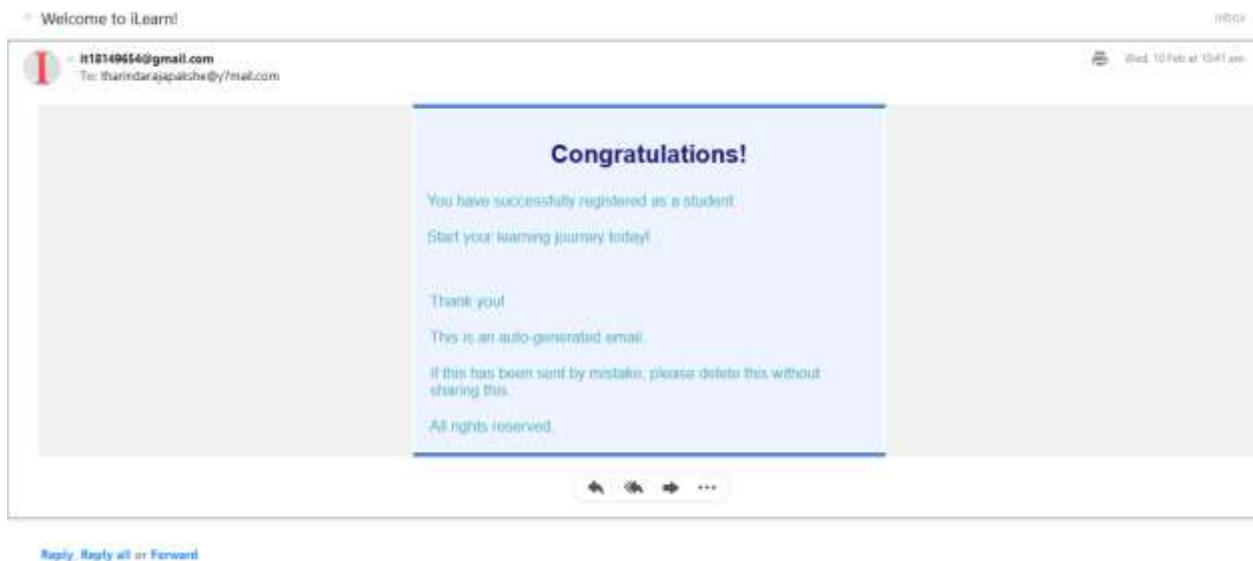 Welcome to iLearn!
Inbox
it18149654@gmail.com
To: tharindarajapakshe@y7mail.com
Wed, 10 Feb at 10:41 am
Congratulations!
You have successfully registered as a student.
Start your learning journey today!
Thank you!
This is an auto-generated email.
If this has been sent by mistake, please delete this without
sharing this.
All rights reserved.
Reply, Reply all or Forward